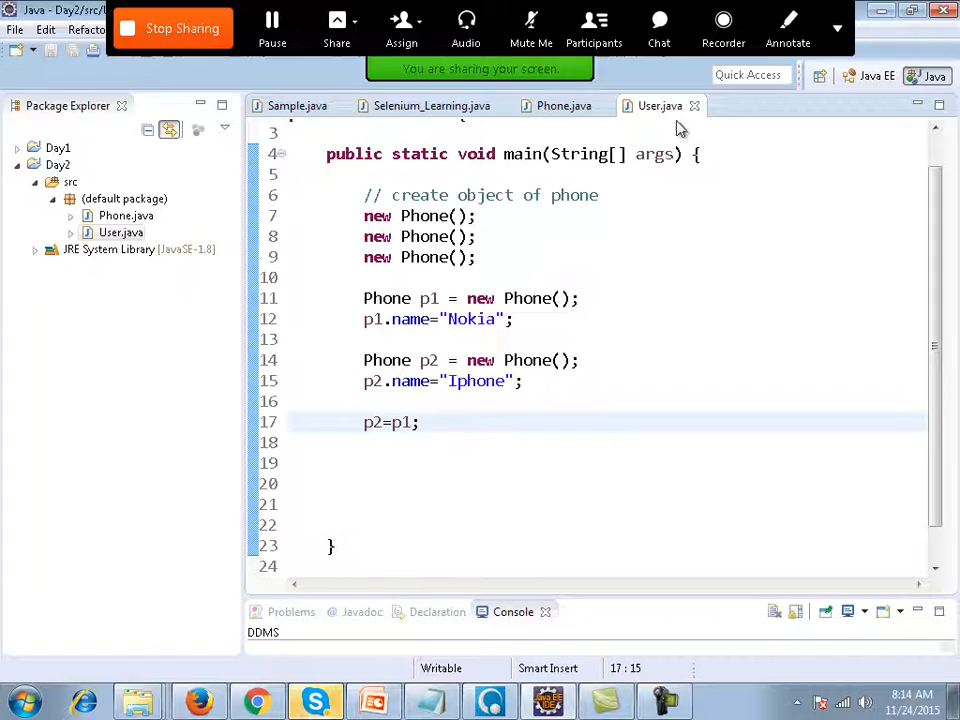 Java - Day2/src/U
File Edit Refacto
Stop Sharing
Pause Share Assign Audio Mute Me Participants Chat Recorder Annotate
You are sharing your screen.
Quick Access Java EE Java
Package Explorer
Sample.java Selenium_Learning.java Phone.java User.java
Day1
Day2
src
(default package)
Phone.java
User.java
JRE System Library [JavaSE-1.8]
3 {
4 public static void main(String[] args) {
5
6 // create object of phone
7 new Phone();
8 new Phone();
9 new Phone();
10
11 Phone p1 = new Phone();
12 p1.name="Nokia";
13
14 Phone p2 = new Phone();
15 p2.name="Iphone";
16
17 p2=p1;
18
19
20
21
22
23 }
24
Problems @ Javadoc Declaration Console
DDMS
Writable Smart Insert 17 : 15
8:14 AM
11/24/2015